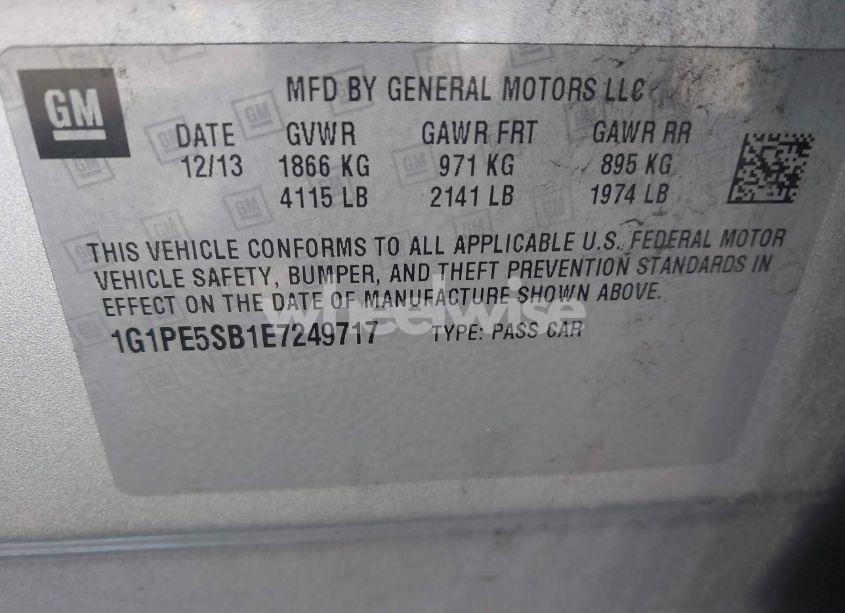 GM
MFD BY GENERAL MOTORS LLC
DATE GVWR GAWR FRT GAWR RR
12/13 1866 KG 971 KG 895 KG
4115 LB 2141 LB 1974 LB
THIS VEHICLE CONFORMS TO ALL APPLICABLE U.S. FEDERAL MOTOR
VEHICLE SAFETY, BUMPER, AND THEFT PREVENTION STANDARDS IN
EFFECT ON THE DATE OF MANUFACTURE SHOWN ABOVE.
wheelwise
1G1PE5SB1E7249717 TYPE: PASS CAR